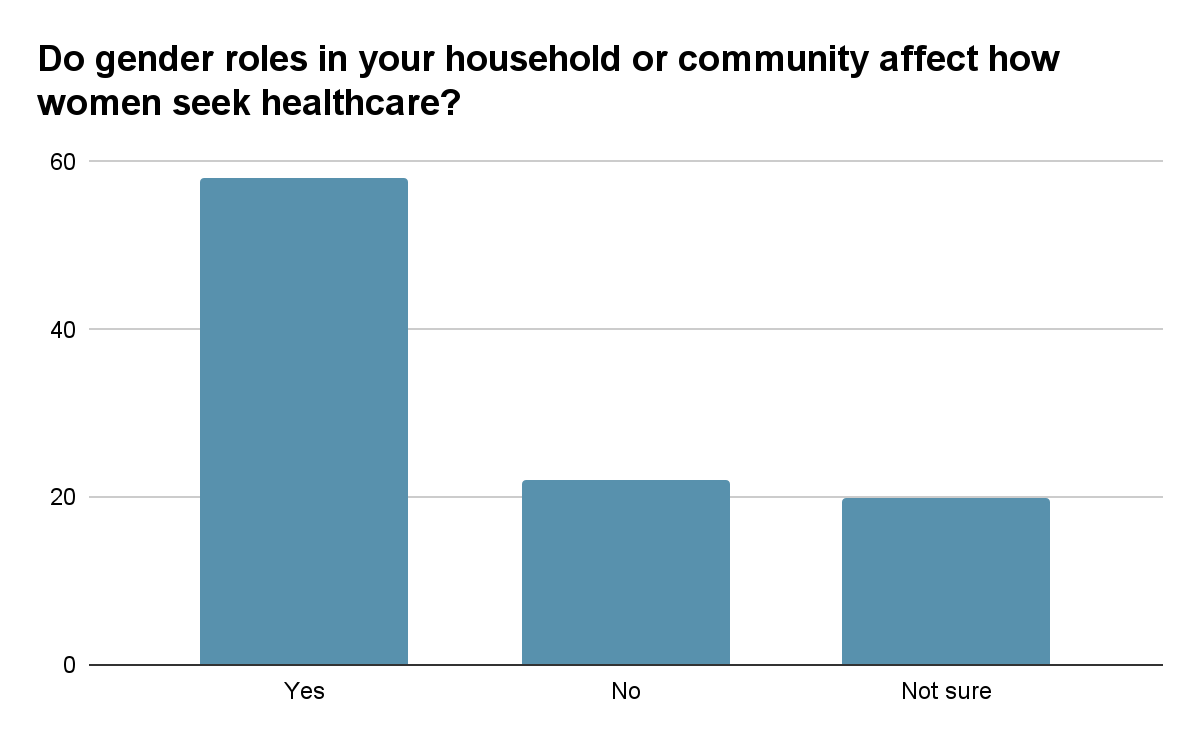 Do gender roles in your household or community affect how
women seek healthcare?
60
40
20
0
Yes No Not sure